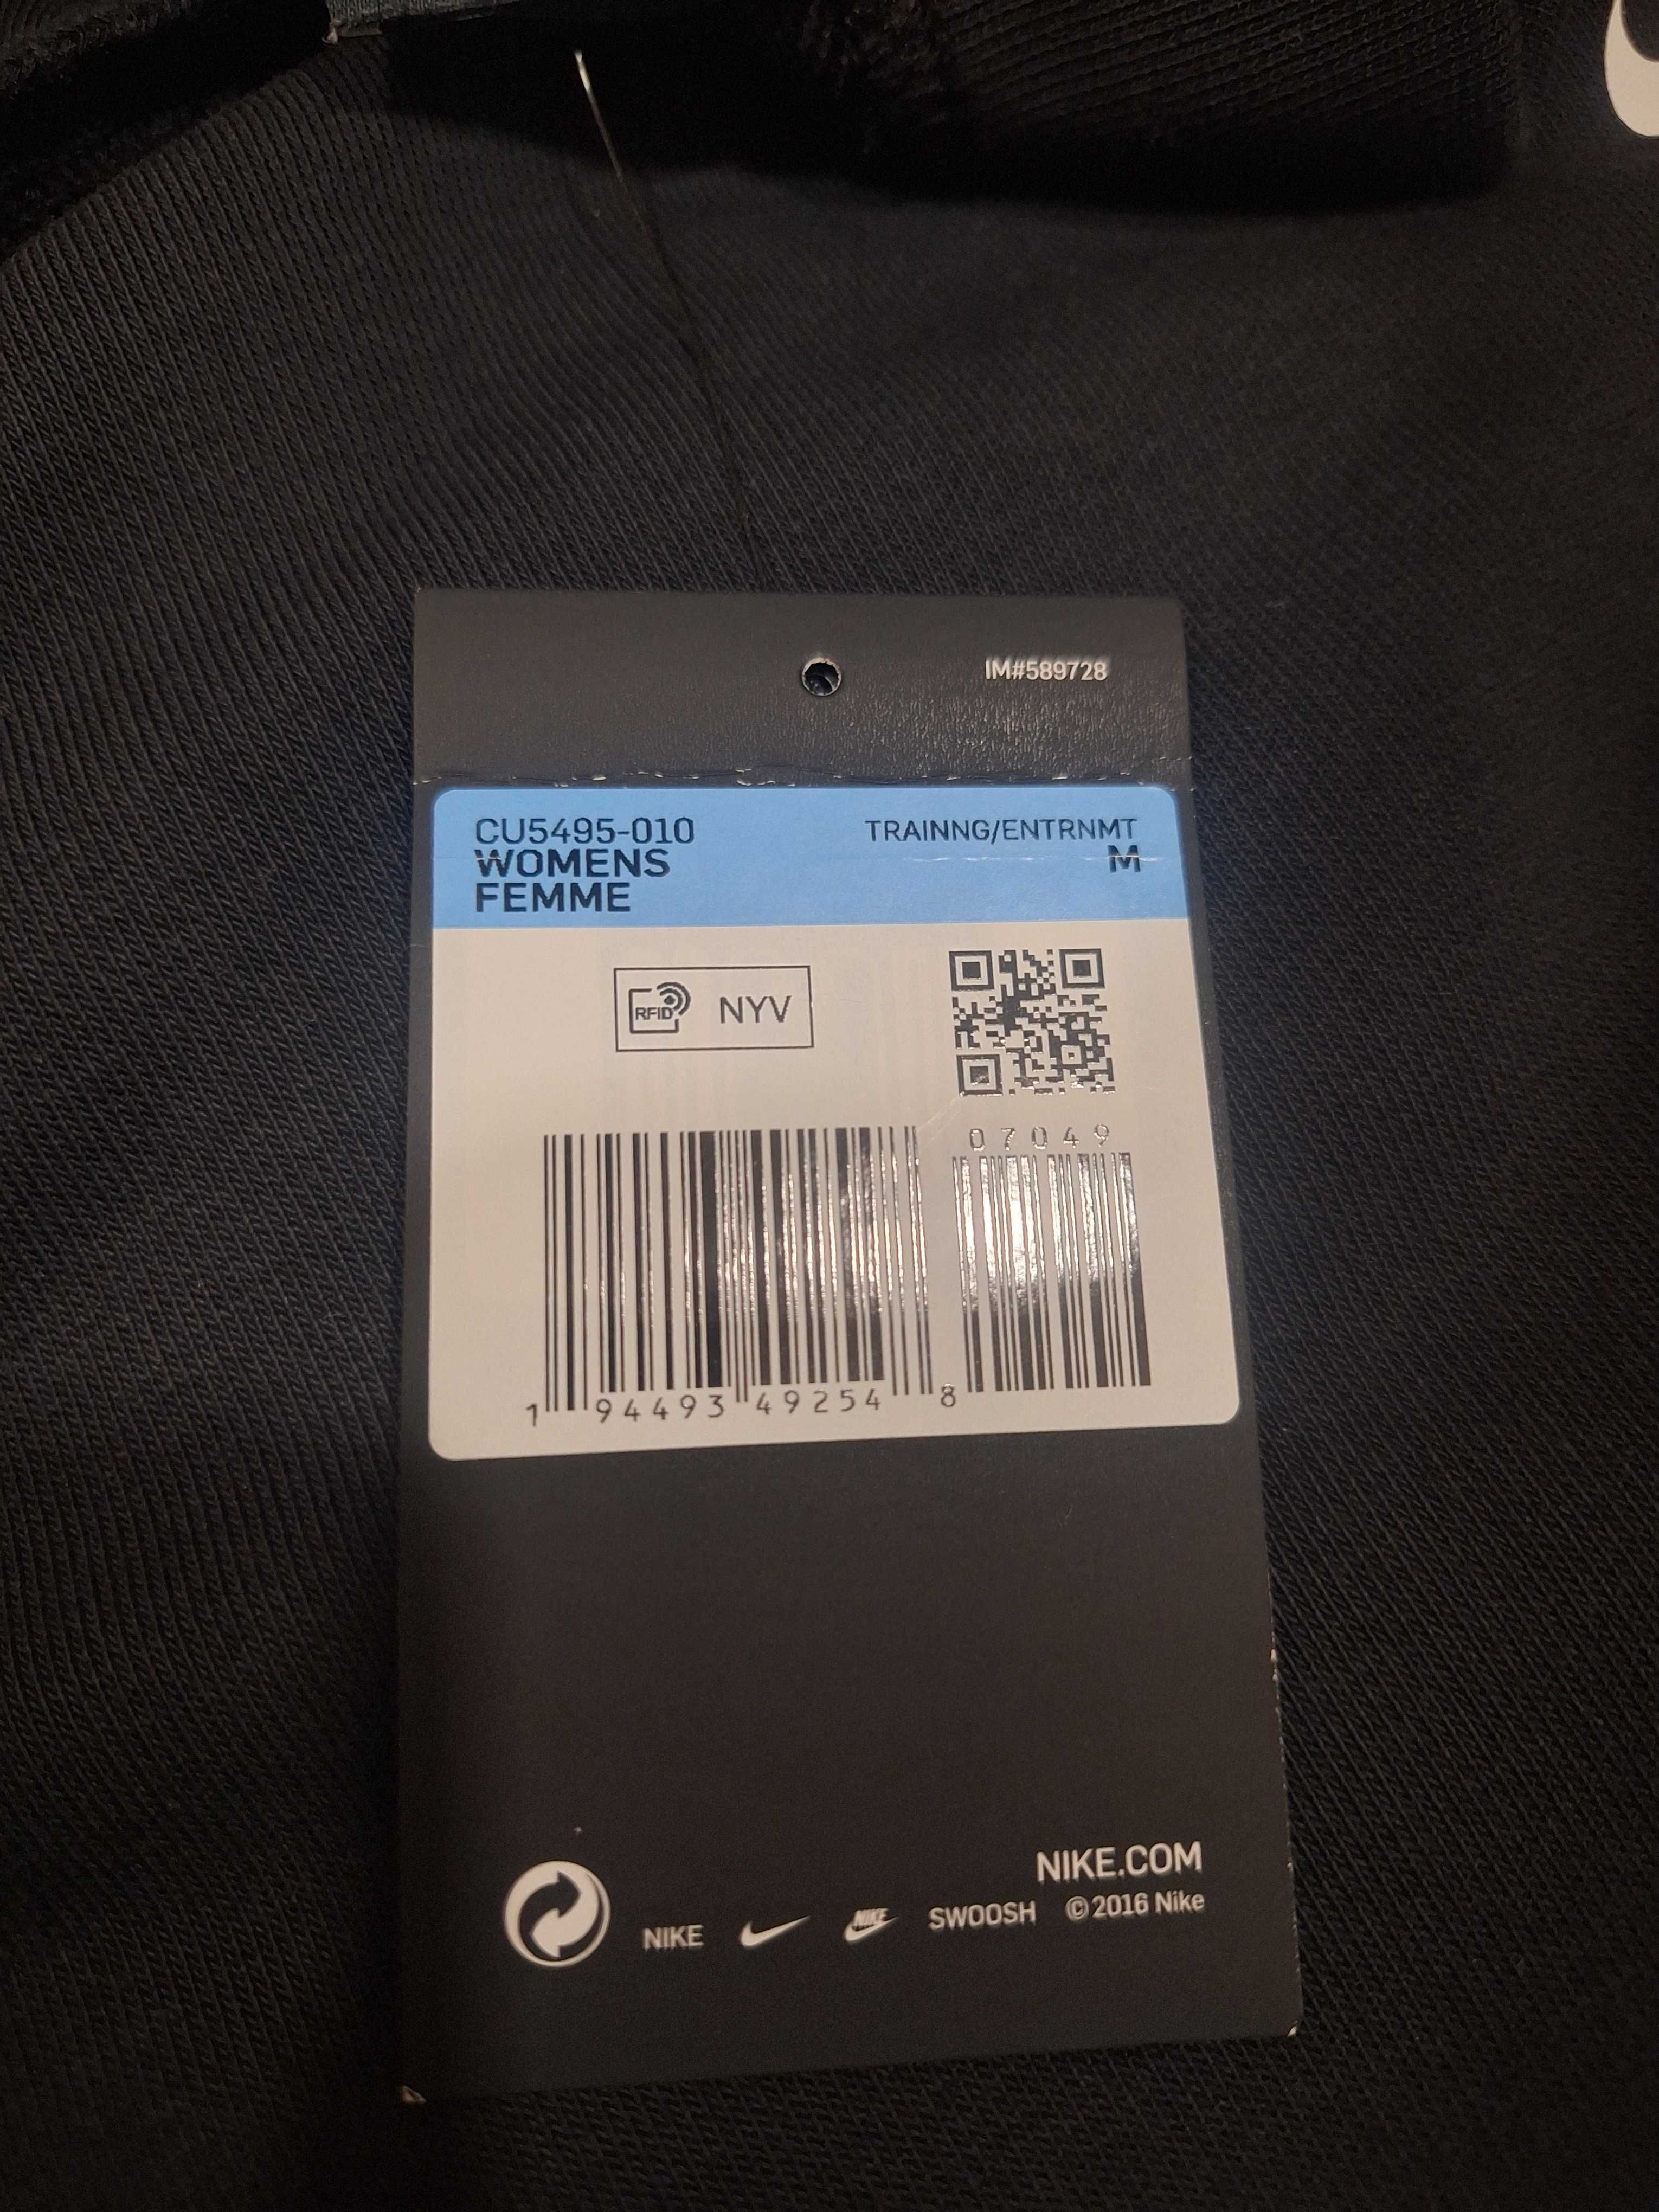 IM#589728
CU5495-010
TRAINNG/ENTRNMT
WOMENS
M
FEMME
RFID NYV
07049
1 94493 49254 8
NIKE.COM
NIKE NIKE SWOOSH ©2016 Nike